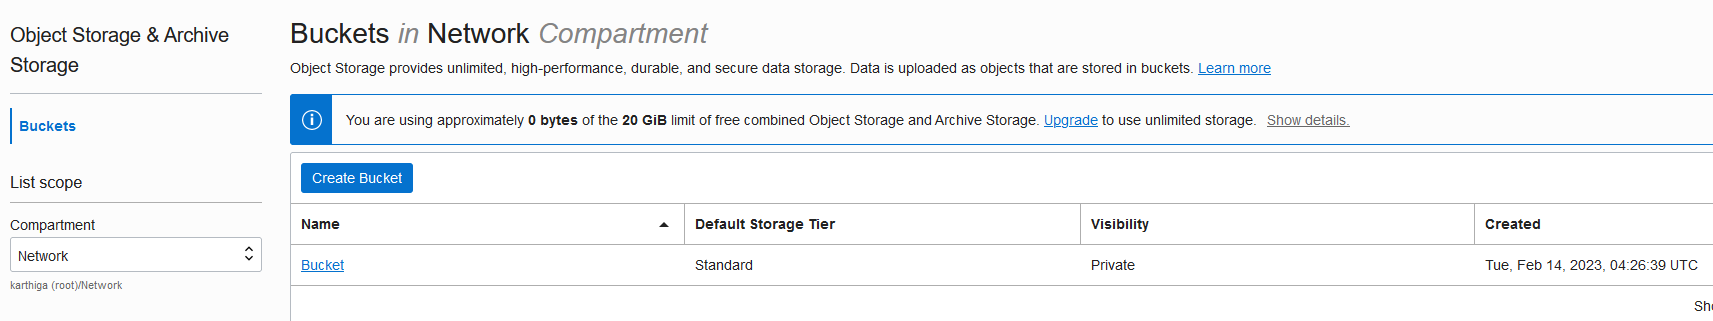 Object Storage & Archive
Storage
Buckets
List scope
Compartment
Network
karthiga (root)/Network
Buckets in Network Compartment
Object Storage provides unlimited, high-performance, durable, and secure data storage. Data is uploaded as objects that are stored in buckets. Learn more
You are using approximately 0 bytes of the 20 GiB limit of free combined Object Storage and Archive Storage. Upgrade to use unlimited storage. Show details.
Create Bucket
Name Default Storage Tier Visibility Created
Bucket Standard Private Tue, Feb 14, 2023, 04:26:39 UTC